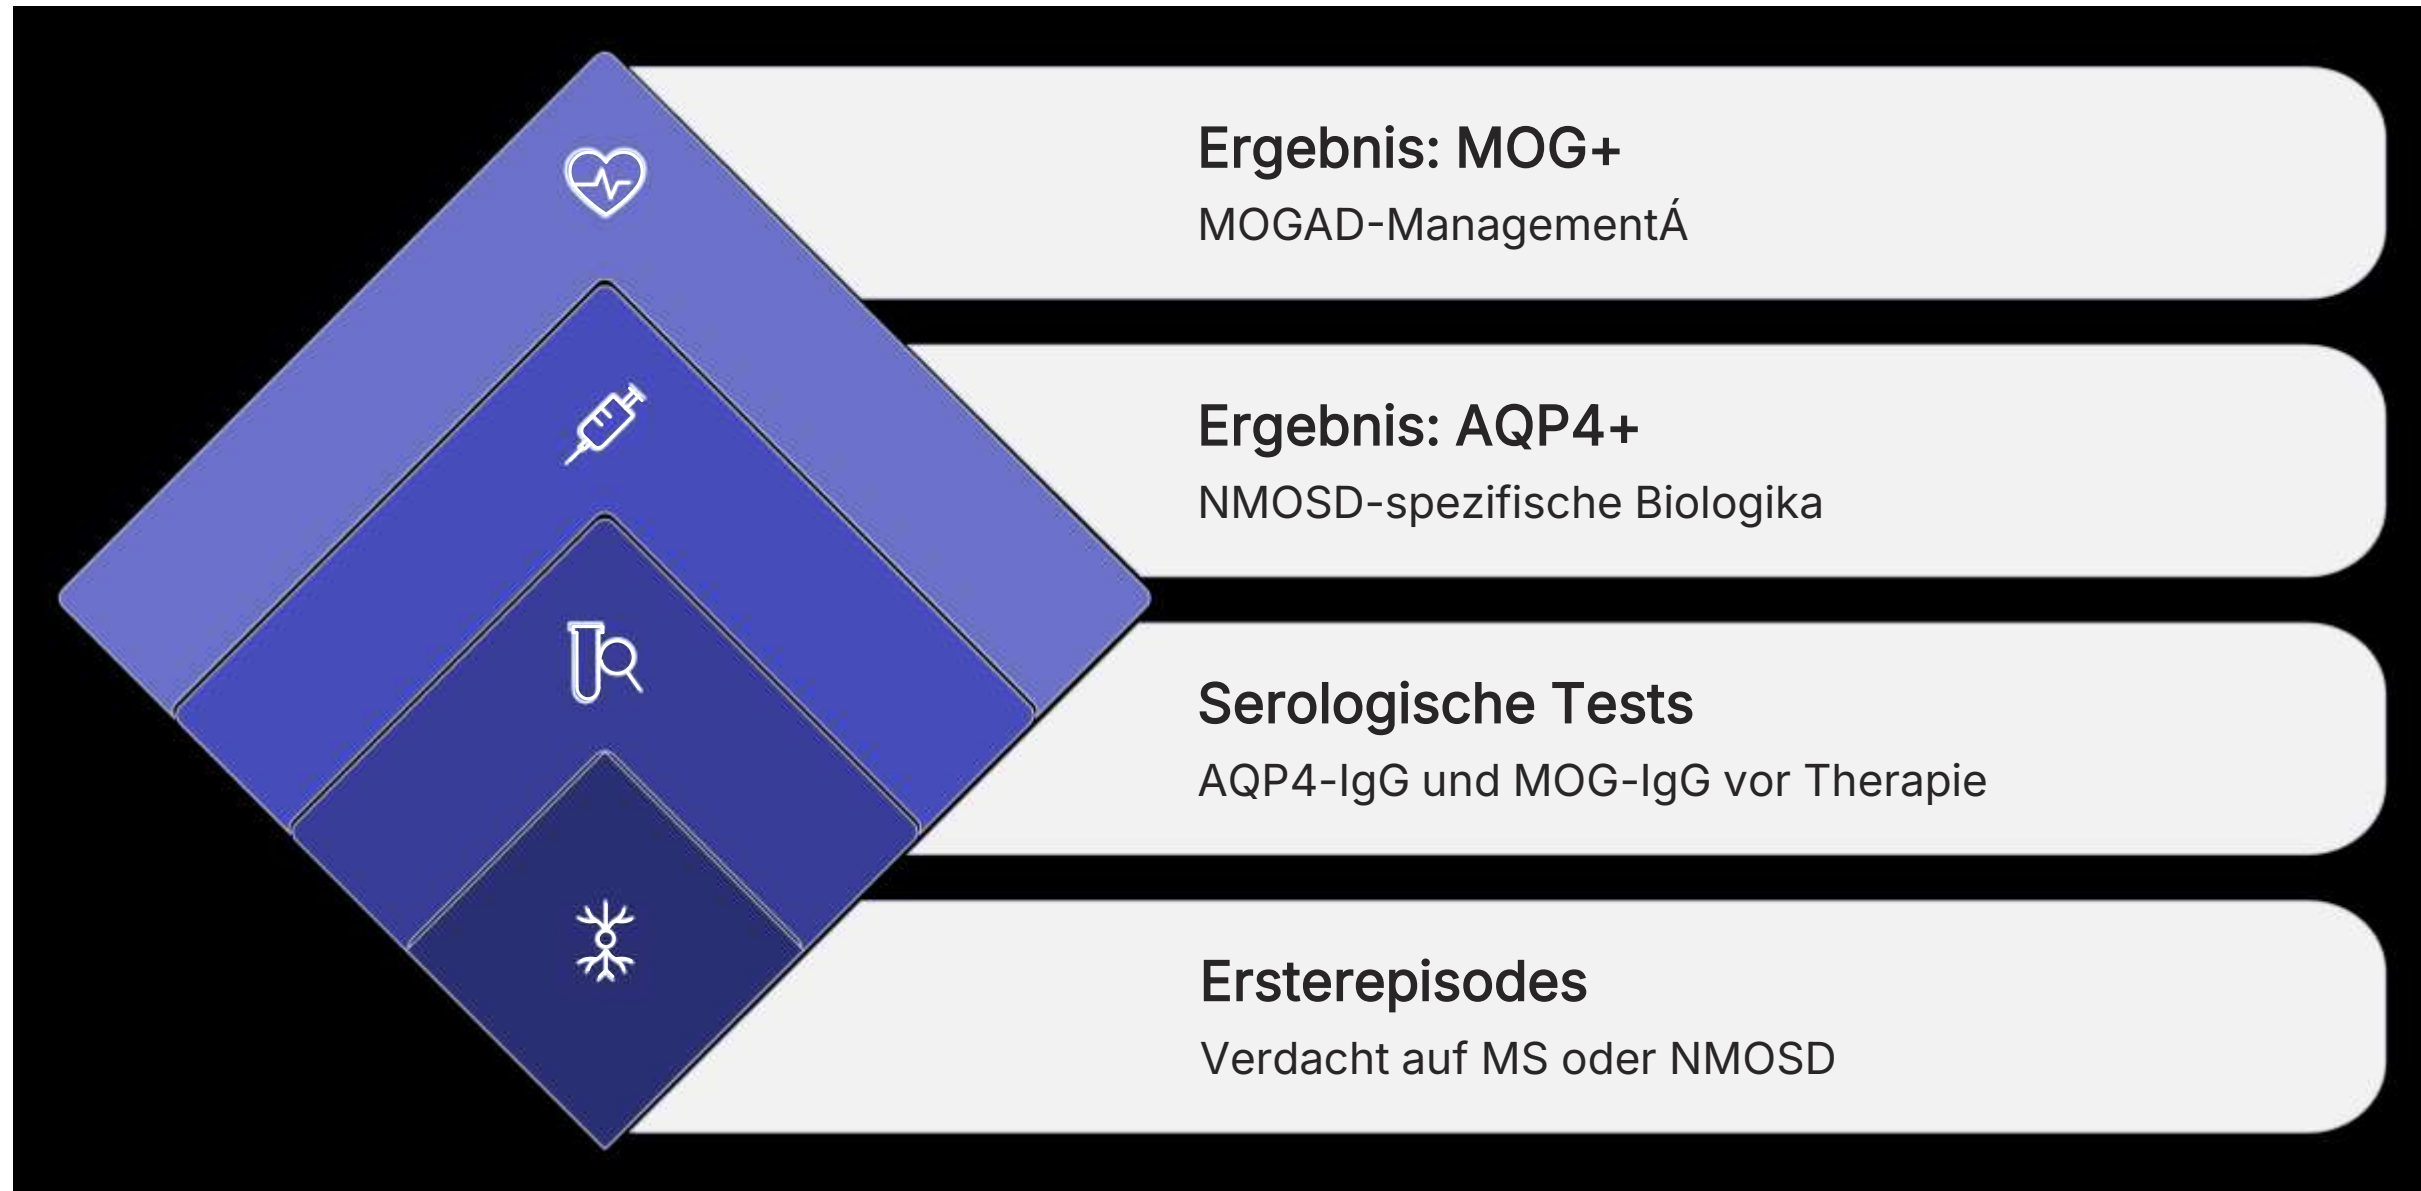 Ergebnis: MOG+
MOGAD-ManagementÁ
Ergebnis: AQP4+
NMOSD-spezifische Biologika
Serologische Tests
AQP4-IgG und MOG-IgG vor Therapie
Ersterepisodes
Verdacht auf MS oder NMOSD